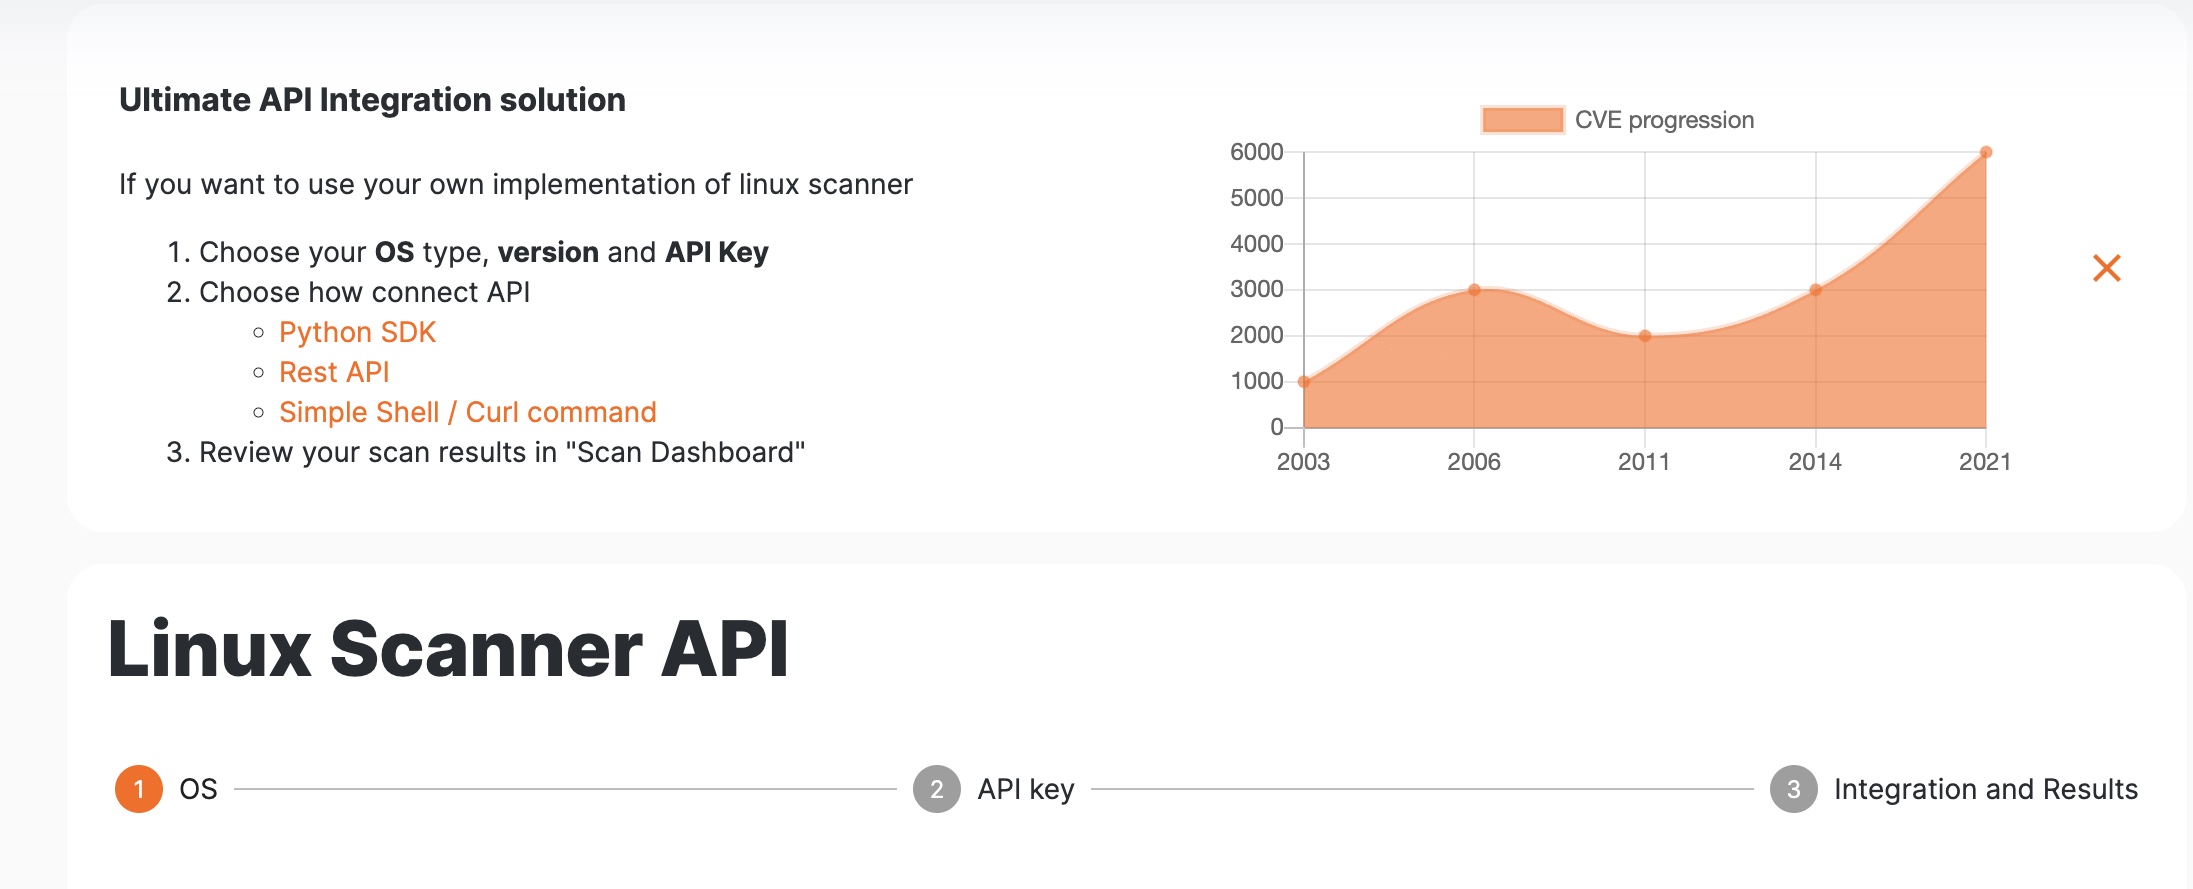 Ultimate API Integration solution
If you want to use your own implementation of linux scanner
1. Choose your OS type, version and API Key
2. Choose how connect API
Python SDK
Rest API
Simple Shell / Curl command
3. Review your scan results in "Scan Dashboard"
CVE progression
6000
5000
4000
3000
2000
1000
0
2003 2006 2011 2014 2021
Linux Scanner API
1 OS 2 API key 3 Integration and Results